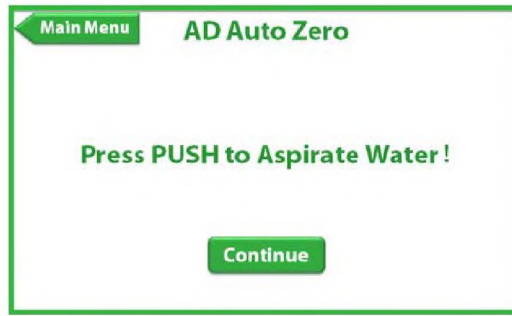 Main Menu
AD Auto Zero
Press PUSH to Aspirate Water !
Continue